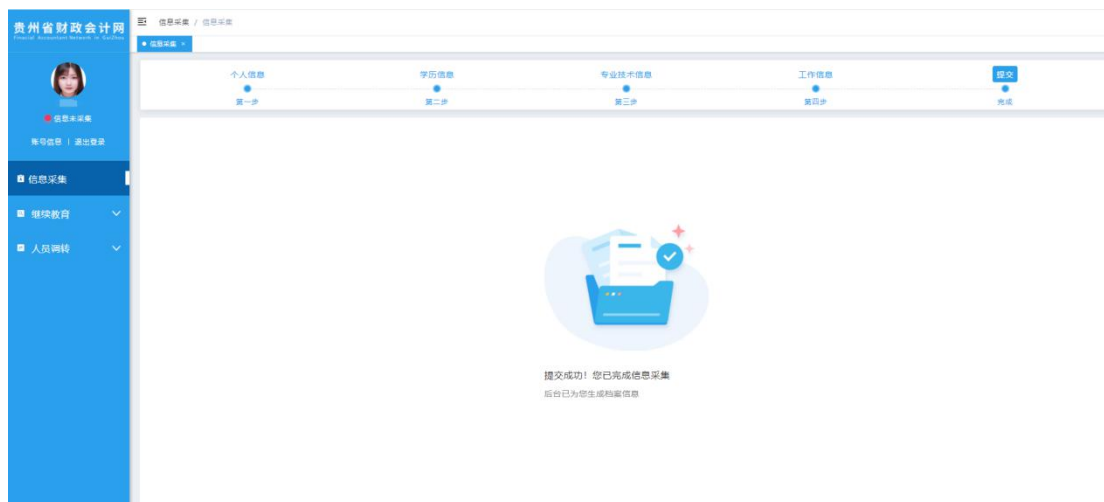 贵州省财政会计网
Financial Accountant Network in GuiZhou
信息未采集
账号信息 | 退出登录
信息采集
继续教育
人员调转
信息采集 / 信息采集
信息采集 ×
个人信息 学历信息 专业技术信息 工作信息 提交
第一步 第二步 第三步 第四步 完成
提交成功！您已完成信息采集
后台已为您生成档案信息